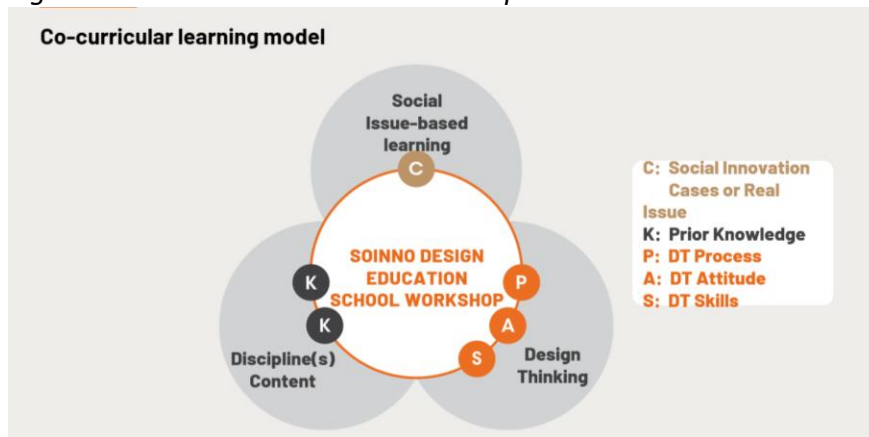 Co-curricular learning model
Social
Issue-based
learning
C
SOINNO DESIGN
EDUCATION
SCHOOL WORKSHOP
K
K
P
A
S
Discipline(s)
Content
Design
Thinking
C: Social Innovation
Cases or Real
Issue
K: Prior Knowledge
P: DT Process
A: DT Attitude
S: DT Skills